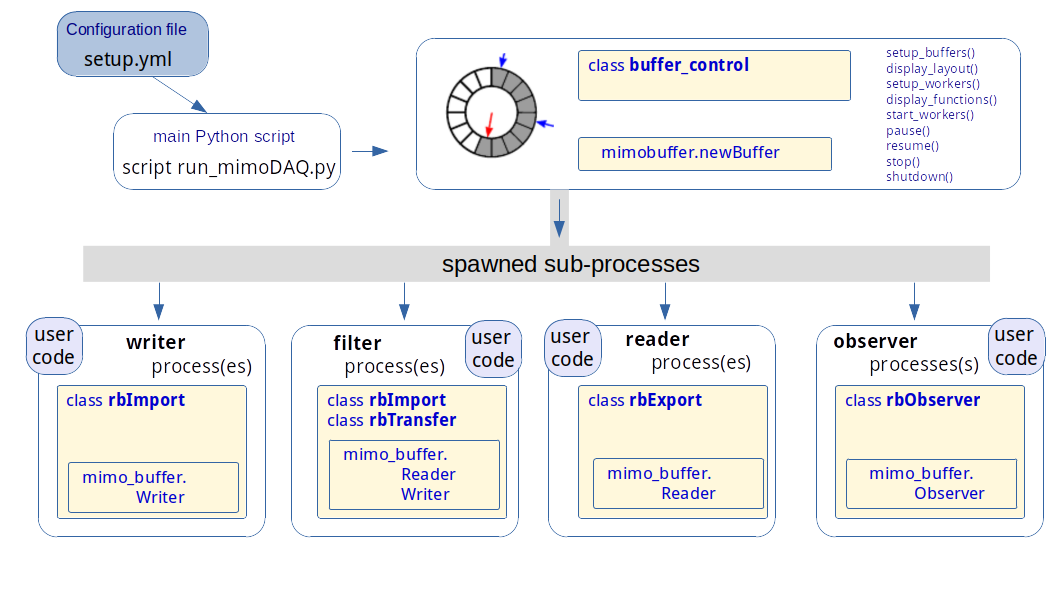 Configuration file
setup.yml
main Python script
script run_mimoDAQ.py
class buffer_control
mimobuffer.newBuffer
setup_buffers()
display_layout()
setup_workers()
display_functions()
start_workers()
pause()
resume()
stop()
shutdown()
spawned sub-processes
user
code
writer
process(es)
class rbImport
mimo_buffer.
Writer
user
code
filter
process(es)
class rbImport
class rbTransfer
mimo_buffer.
Reader
Writer
user
code
reader
process(es)
class rbExport
mimo_buffer.
Reader
user
code
observer
processes(s)
class rbObserver
mimo_buffer.
Observer